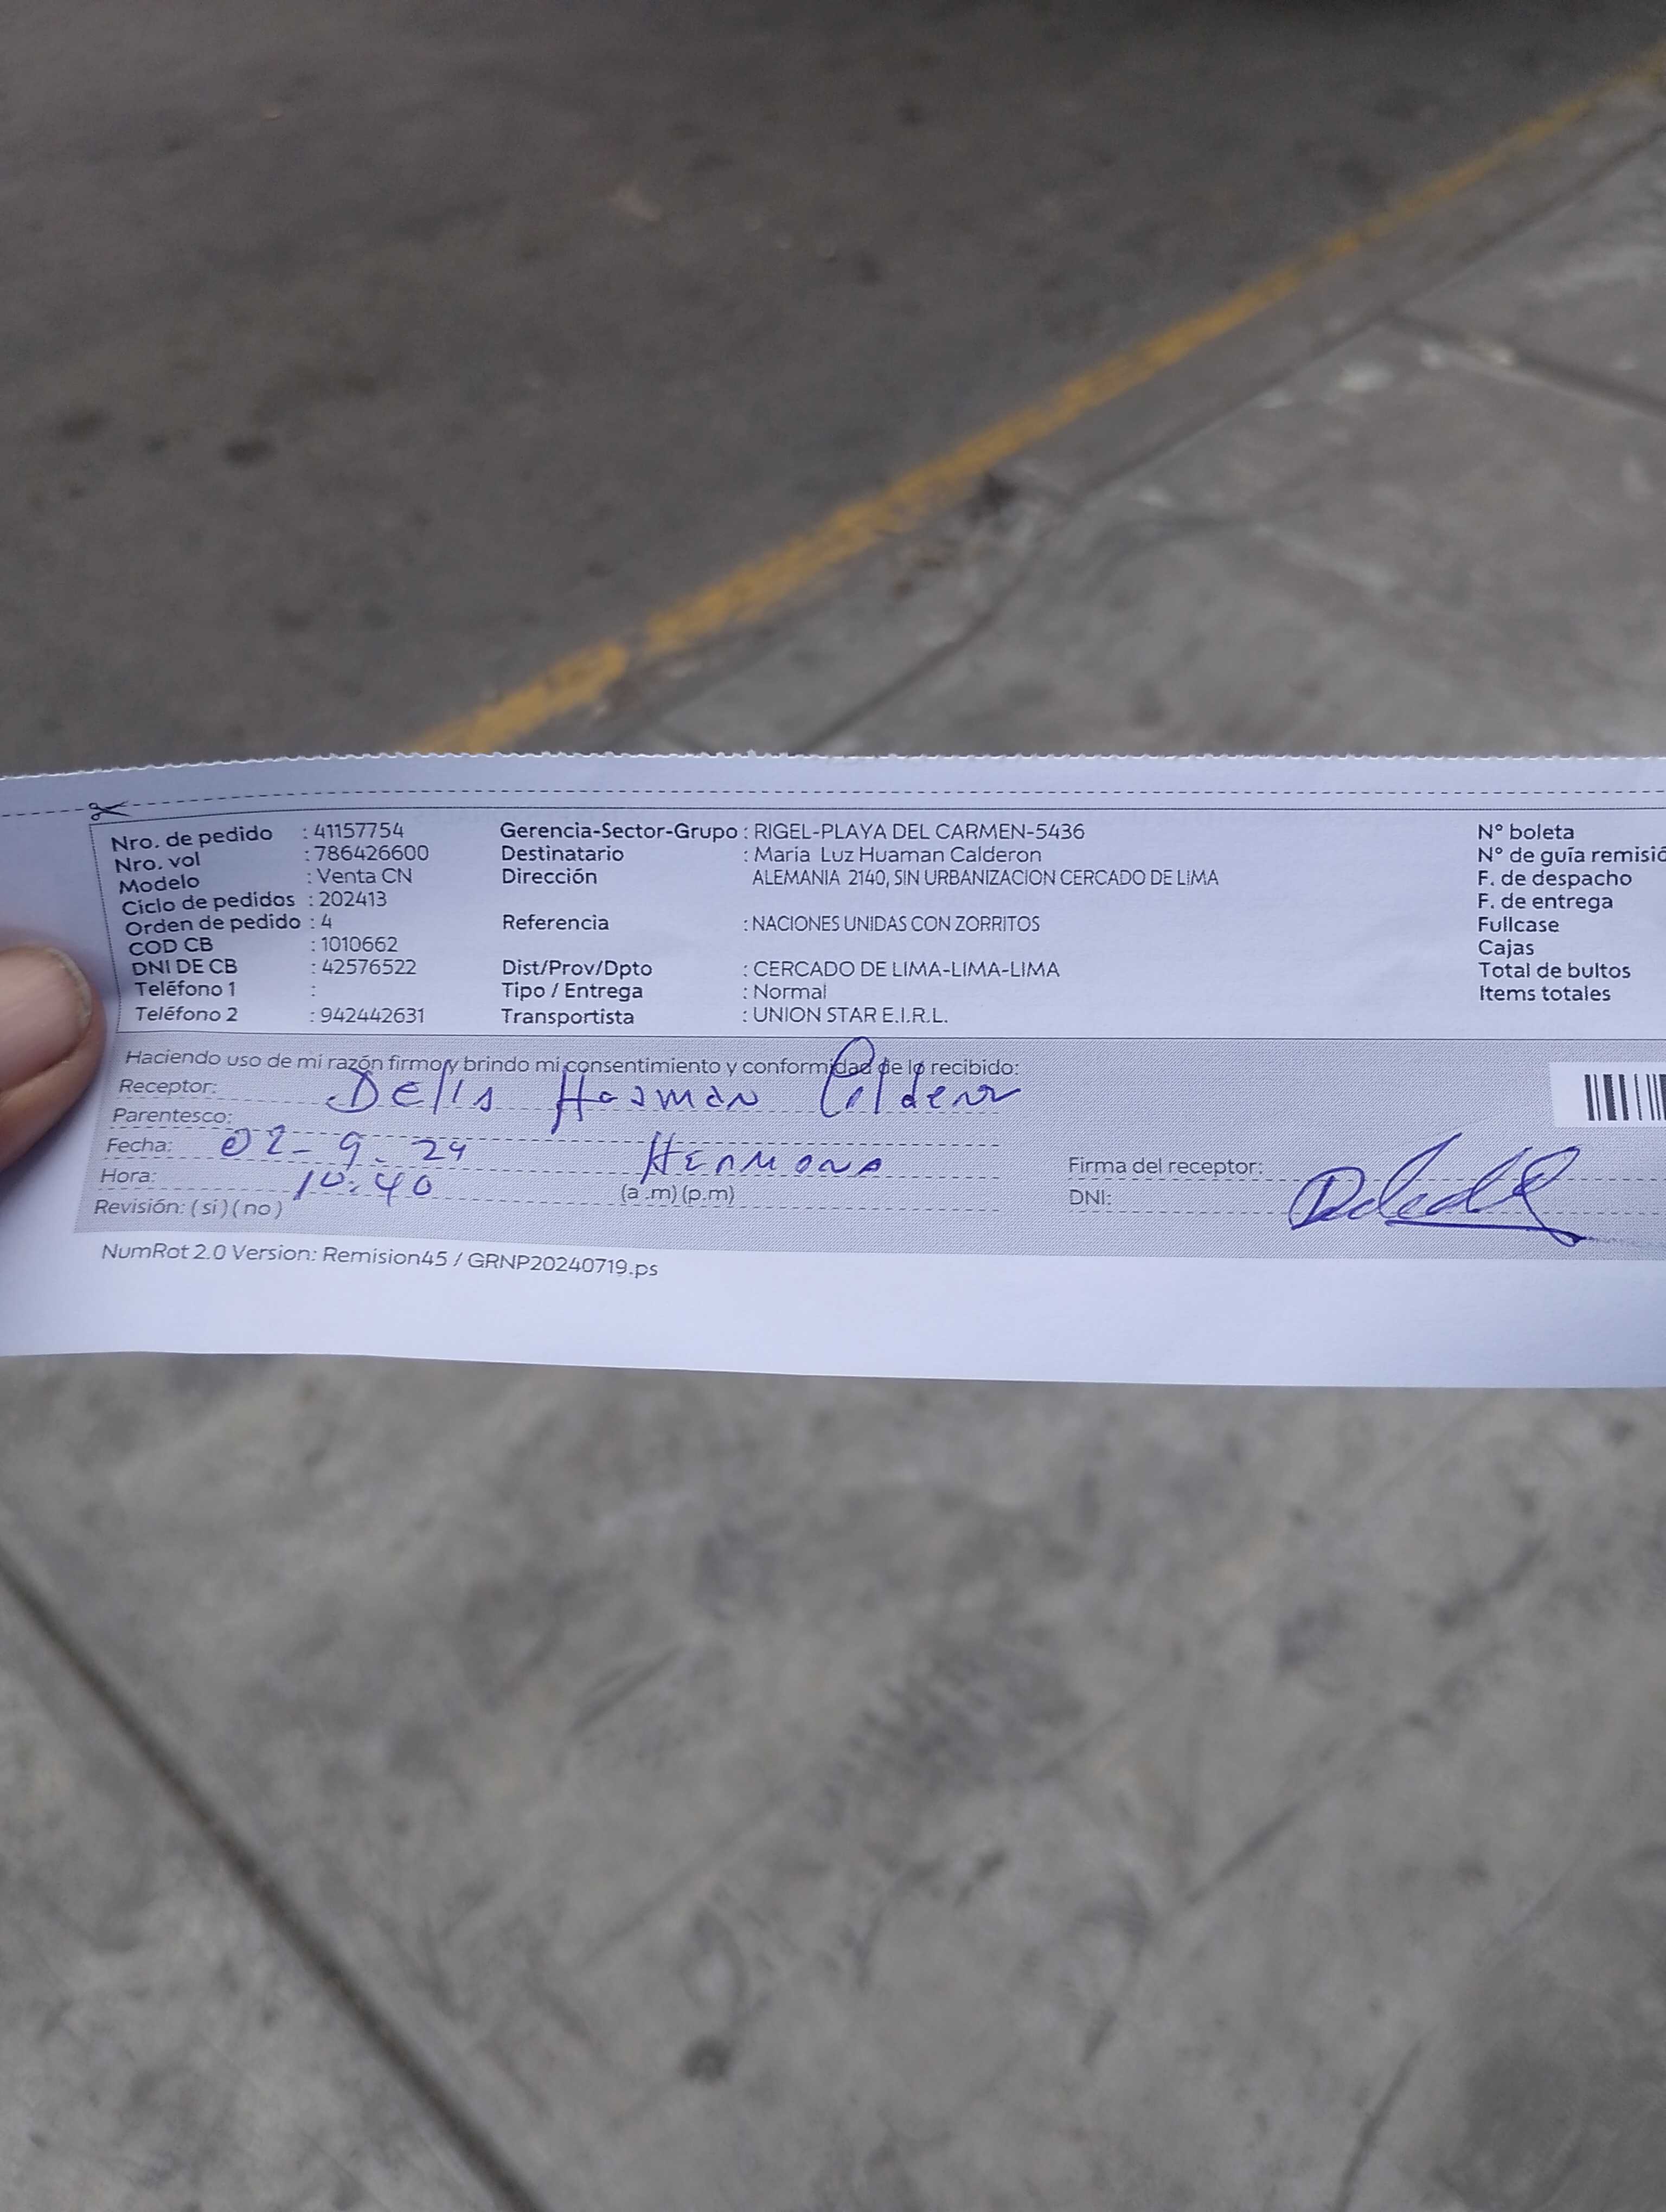 Nro. de pedido : 41157754 Gerencia-Sector-Grupo : RIGEL-PLAYA DEL CARMEN-5436 N° boleta
Nro. vol : 786426600 Destinatario : Maria Luz Huaman Calderon N° de guía remisió
Modelo : Venta CN Dirección ALEMANIA 2140, SIN URBANIZACION CERCADO DE LIMA F. de despacho
Ciclo de pedidos : 202413 F. de entrega
Orden de pedido : 4 Referencia : NACIONES UNIDAS CON ZORRITOS Fullcase
COD CB : 1010662 Cajas
DNI DE CB : 42576522 Dist/Prov/Dpto : CERCADO DE LIMA-LIMA-LIMA Total de bultos
Teléfono 1 : Tipo / Entrega : Normal Items totales
Teléfono 2 : 942442631 Transportista : UNION STAR E.I.R.L.
Haciendo uso de mi razón firmo y brindo mi consentimiento y conformidad de lo recibido:
Receptor: Delis Huaman
Parentesco:
Fecha: 02-9-24 Hermana Firma del receptor:
Hora: 10:40 (a .m) (p.m) DNI:
Revisión: ( si ) ( no )
NumRot 2.0 Version: Remision45 / GRNP20240719.ps